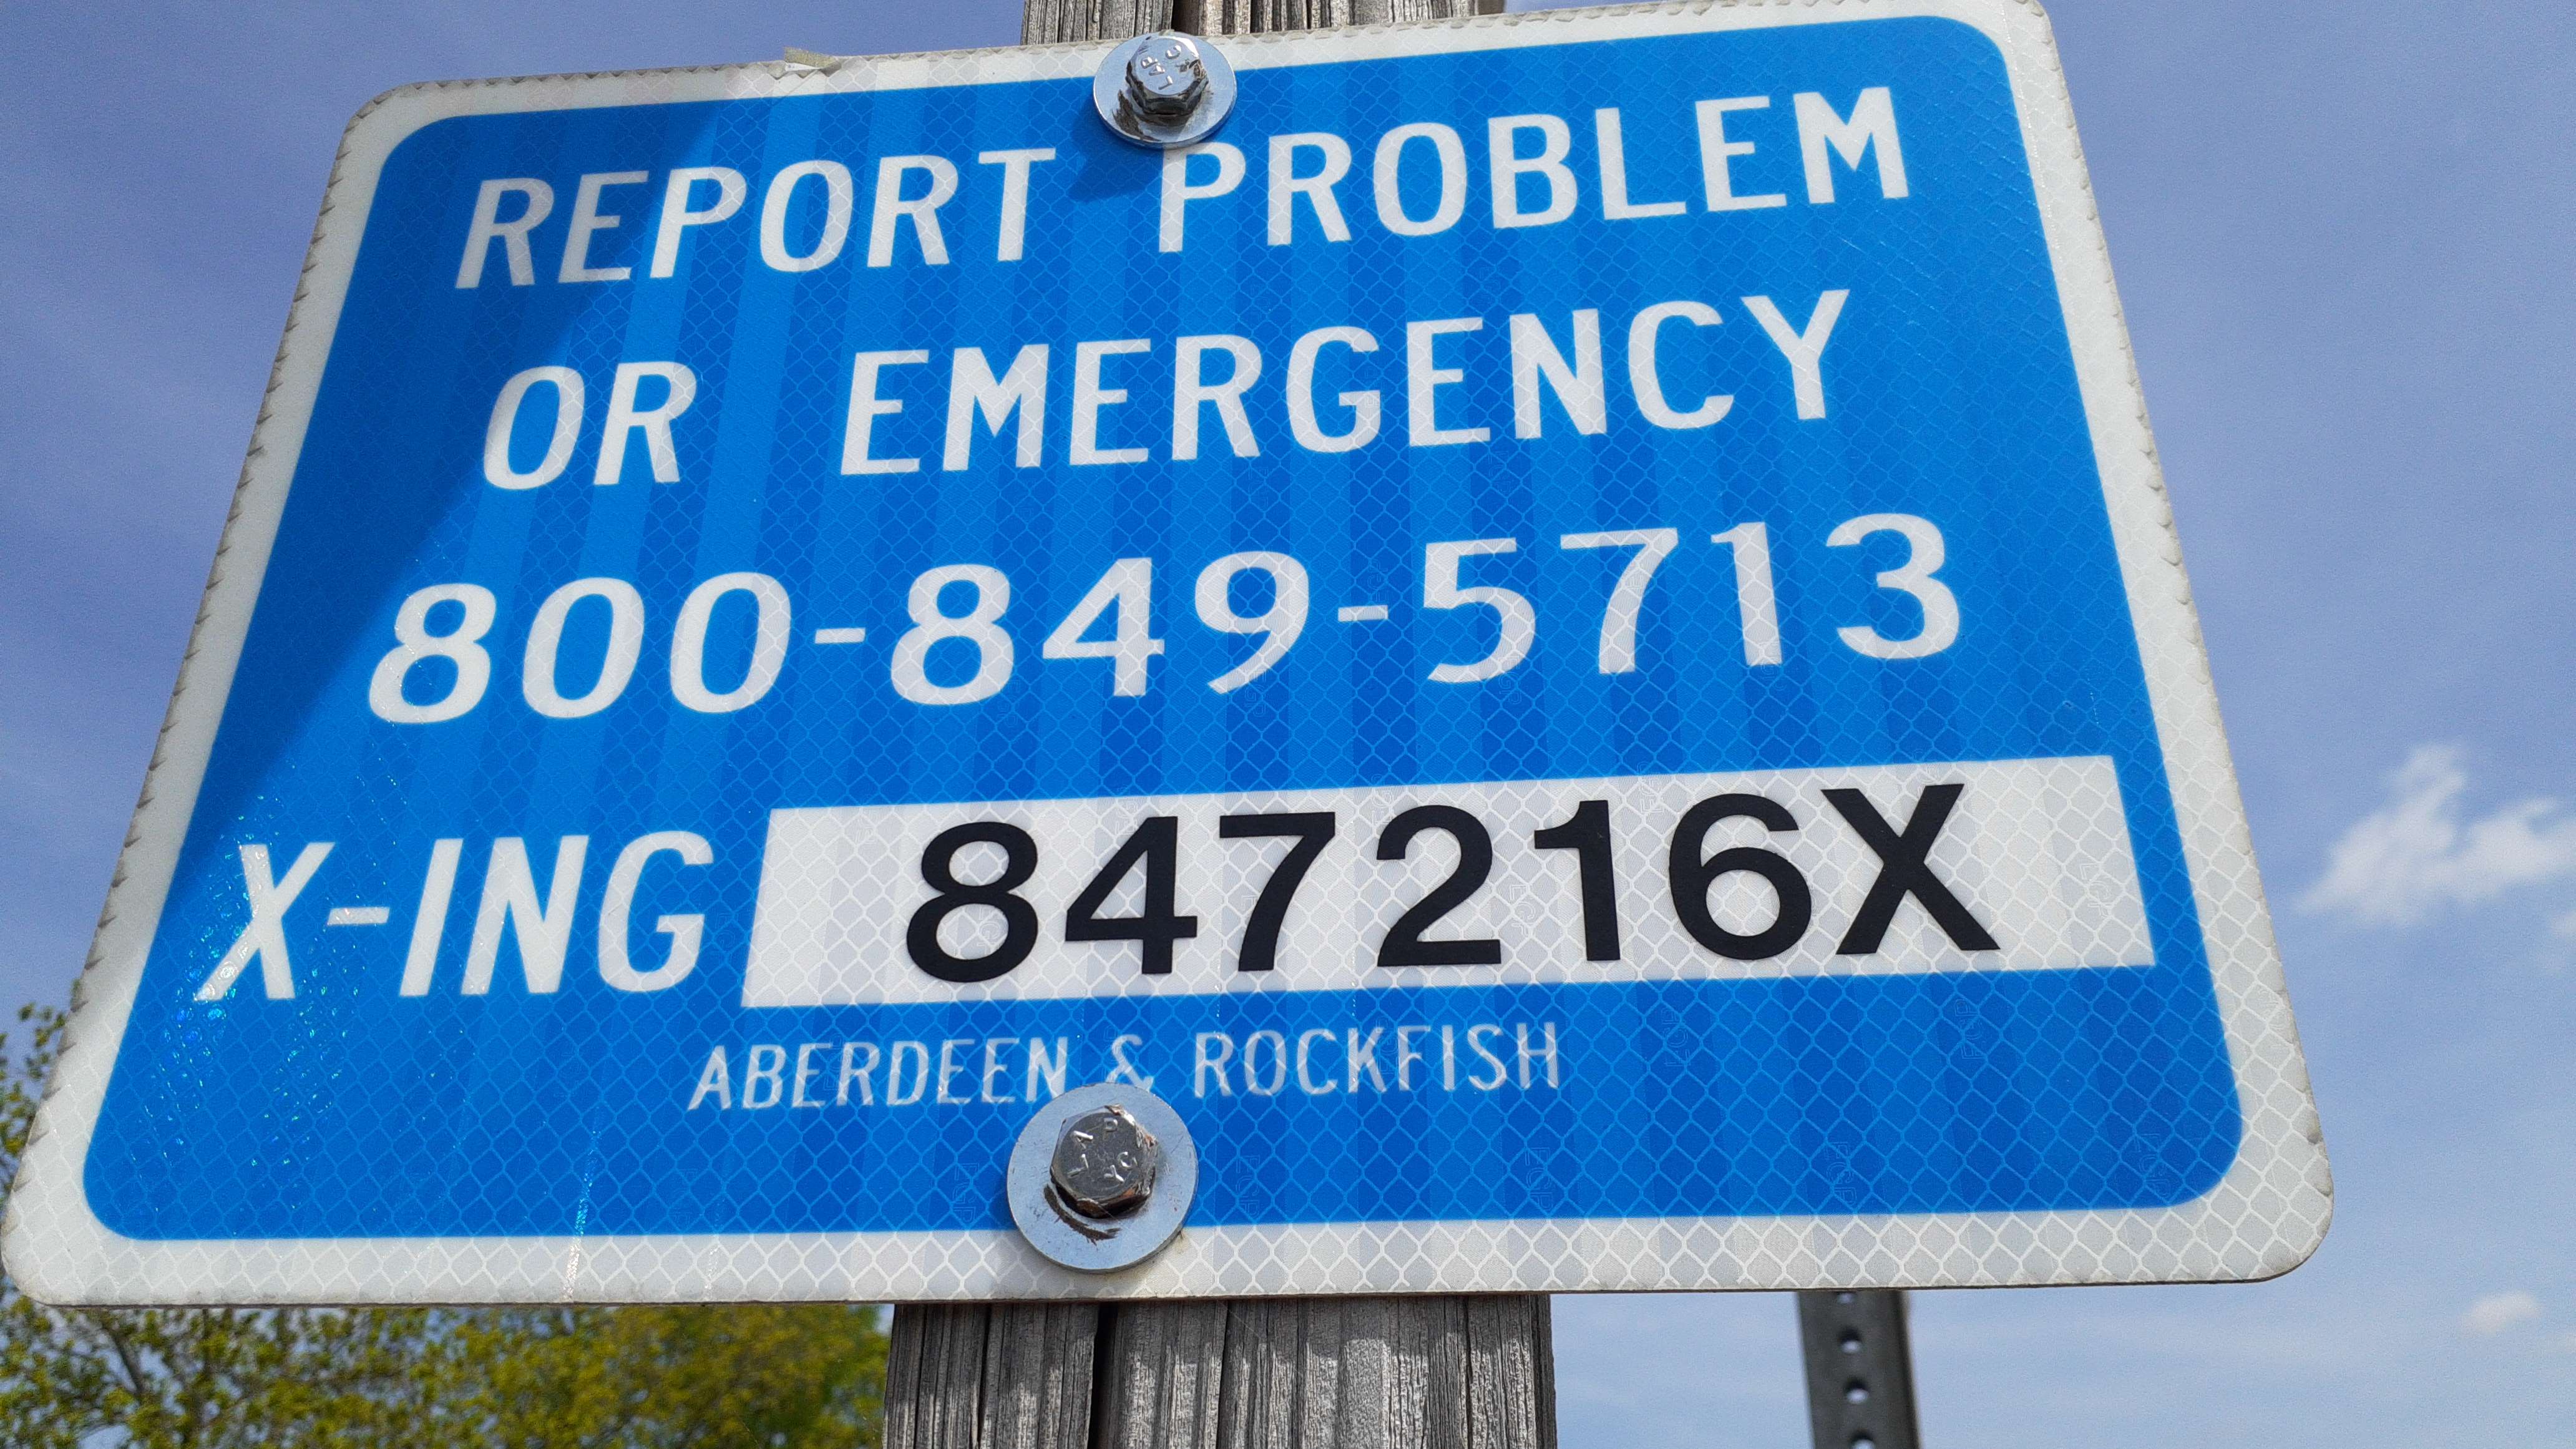 REPORT PROBLEM
OR EMERGENCY
800-849-5713
X-ING 847216X
ABERDEEN & ROCKFISH